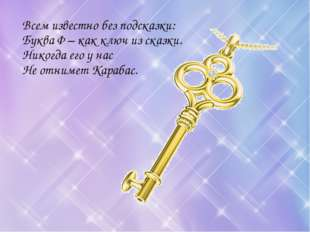 Всем известно без подсказки:
Буква Ф – как ключ из сказки.
Никогда его у нас
Не отнимет Карабас.